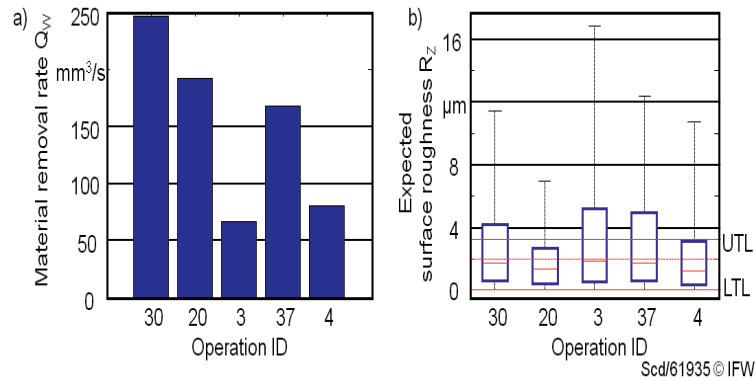 a)
Material removal rate Q_W
250
mm³/s
150
100
50
0
30 20 3 37 4
Operation ID
b)
Expected
surface roughness R_Z
16
µm
8
4
0
UTL
LTL
30 20 3 37 4
Operation ID
Scd/61935 © IFW